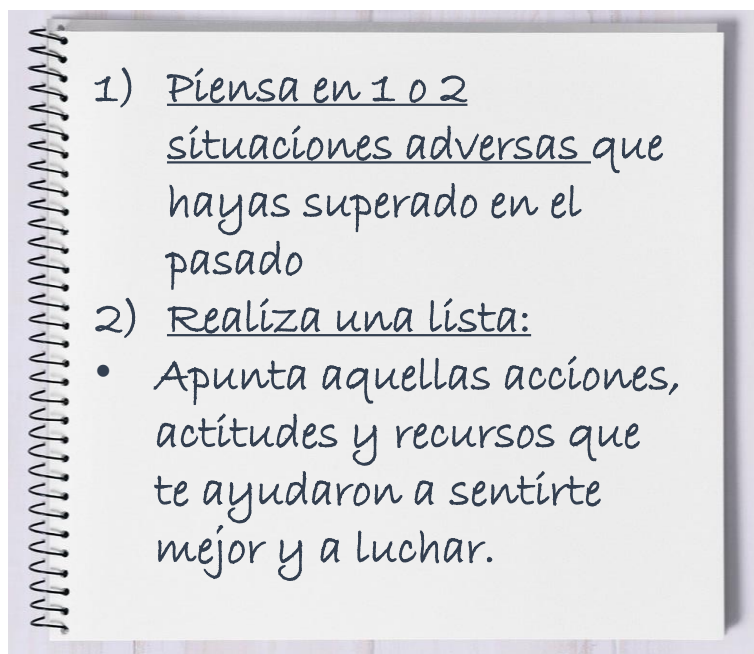 1) Piensa en 1 o 2
situaciones adversas que
hayas superado en el
pasado
2) Realiza una lista:
• Apunta aquellas acciones,
actitudes y recursos que
te ayudaron a sentirte
mejor y a luchar.